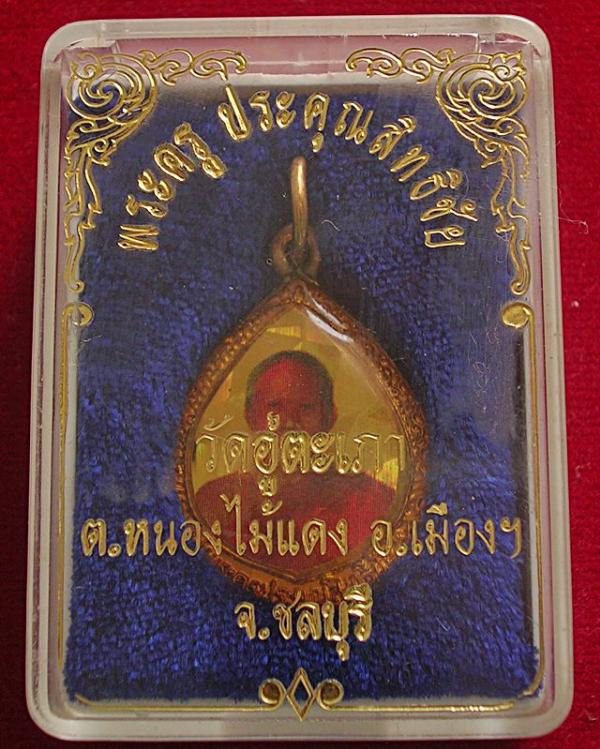 พระครู ประคุณสิทธิชัย
วัดอู่ตะเภา
ต.หนองไม้แดง อ.เมืองฯ
จ.ชลบุรี